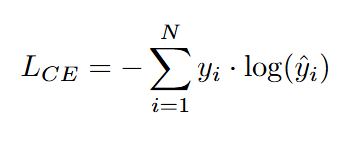 L_{CE} = -\sum_{i=1}^{N} y_i \cdot \log(\hat{y}_i)